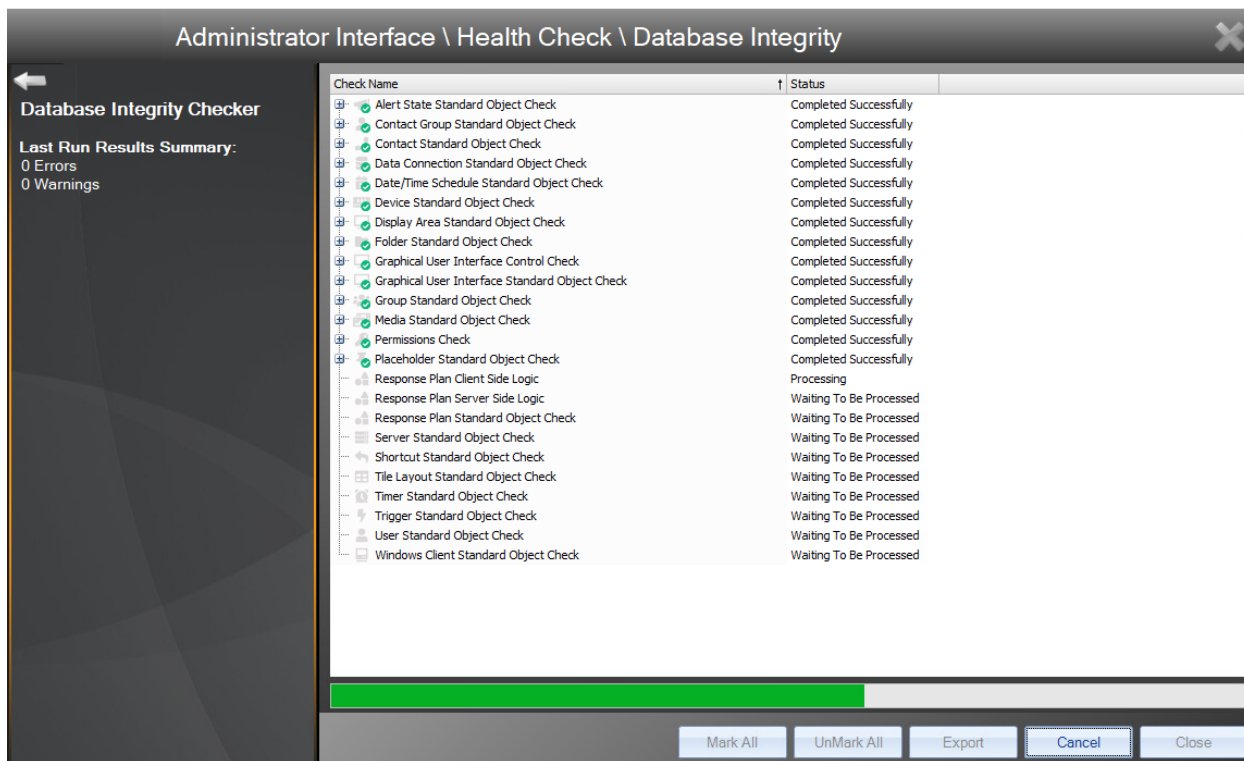 Administrator Interface \ Health Check \ Database Integrity
Database Integrity Checker
Last Run Results Summary:
0 Errors
0 Warnings
Check Name Status
Alert State Standard Object Check Completed Successfully
Contact Group Standard Object Check Completed Successfully
Contact Standard Object Check Completed Successfully
Data Connection Standard Object Check Completed Successfully
Date/Time Schedule Standard Object Check Completed Successfully
Device Standard Object Check Completed Successfully
Display Area Standard Object Check Completed Successfully
Folder Standard Object Check Completed Successfully
Graphical User Interface Control Check Completed Successfully
Graphical User Interface Standard Object Check Completed Successfully
Group Standard Object Check Completed Successfully
Media Standard Object Check Completed Successfully
Permissions Check Completed Successfully
Placeholder Standard Object Check Completed Successfully
Response Plan Client Side Logic Processing
Response Plan Server Side Logic Waiting To Be Processed
Response Plan Standard Object Check Waiting To Be Processed
Server Standard Object Check Waiting To Be Processed
Shortcut Standard Object Check Waiting To Be Processed
Tile Layout Standard Object Check Waiting To Be Processed
Timer Standard Object Check Waiting To Be Processed
Trigger Standard Object Check Waiting To Be Processed
User Standard Object Check Waiting To Be Processed
Windows Client Standard Object Check Waiting To Be Processed
Mark All UnMark All Export Cancel Close